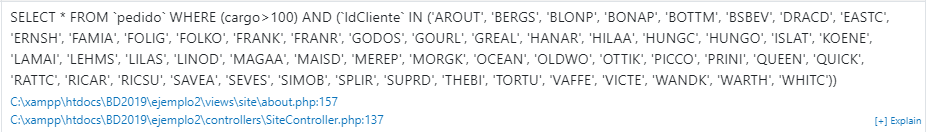 SELECT * FROM `pedido` WHERE (cargo>100) AND (`IdCliente` IN ('AROUT', 'BERGS', 'BLONP', 'BONAP', 'BOTTM', 'BSBEV', 'DRACD', 'EASTC',
'ERNSH', 'FAMIA', 'FOLIG', 'FOLKO', 'FRANK', 'FRANR', 'GODOS', 'GOURL', 'GREAL', 'HANAR', 'HILAA', 'HUNGC', 'HUNGO', 'ISLAT', 'KOENE',
'LAMAI', 'LEHMS', 'LILAS', 'LINOD', 'MAGAA', 'MAISD', 'MEREP', 'MORGK', 'OCEAN', 'OLDWO', 'OTTIK', 'PICCO', 'PRINI', 'QUEEN', 'QUICK',
'RATTC', 'RICAR', 'RICSU', 'SAVEA', 'SEVES', 'SIMOB', 'SPLIR', 'SUPRD', 'THEBI', 'TORTU', 'VAFFE', 'VICTE', 'WANDK', 'WARTH', 'WHITC'))
C:\xampp\htdocs\BD2019\ejemplo2\views\site\about.php:157
C:\xampp\htdocs\BD2019\ejemplo2\controllers\SiteController.php:137
[+] Explain